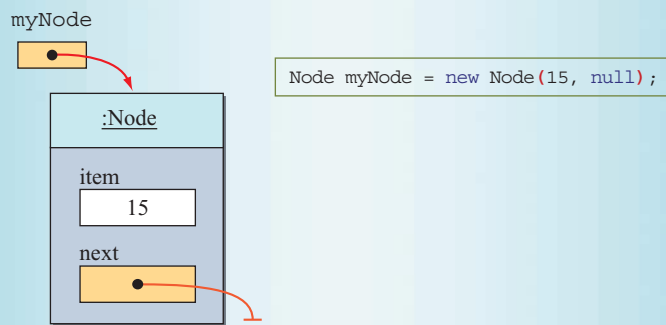 myNode
Node myNode = new Node(15, null);
:Node
item
15
next